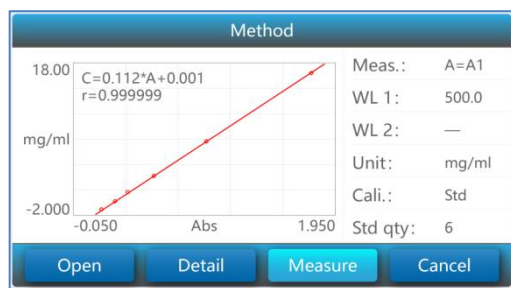 Method
18.00
C=0.112*A+0.001
r=0.999999
mg/ml
-2.000
-0.050 Abs 1.950
Meas.: A=A1
WL 1: 500.0
WL 2: —
Unit: mg/ml
Cali.: Std
Std qty: 6
Open Detail Measure Cancel